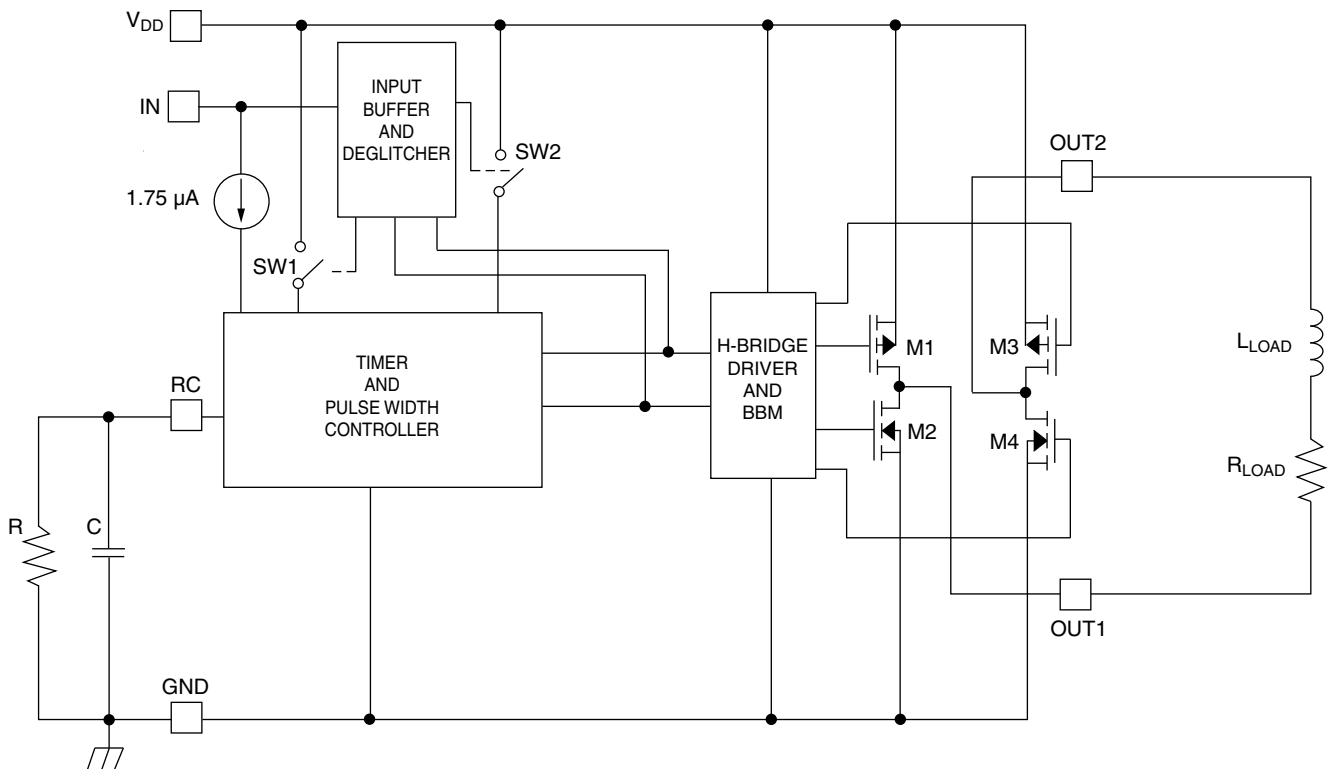 VDD
IN
INPUT
BUFFER
AND
DEGLITCHER
SW2
OUT2
1.75 µA
SW1
TIMER
AND
PULSE WIDTH
CONTROLLER
H-BRIDGE
DRIVER
AND
BBM
M1
M3
LLOAD
RC
M2
M4
RLOAD
R
C
OUT1
GND